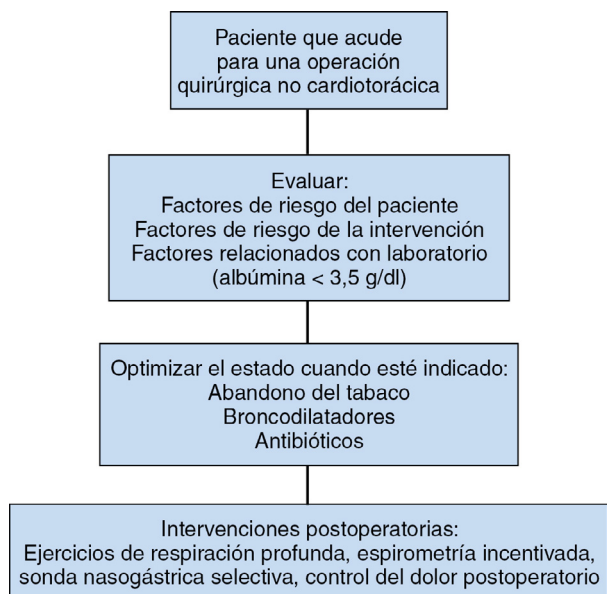 Paciente que acude
para una operación
quirúrgica no cardiotorácica
Evaluar:
Factores de riesgo del paciente
Factores de riesgo de la intervención
Factores relacionados con laboratorio
(albúmina < 3,5 g/dl)
Optimizar el estado cuando esté indicado:
Abandono del tabaco
Broncodilatadores
Antibióticos
Intervenciones postoperatorias:
Ejercicios de respiración profunda, espirometría incentivada,
sonda nasogástrica selectiva, control del dolor postoperatorio